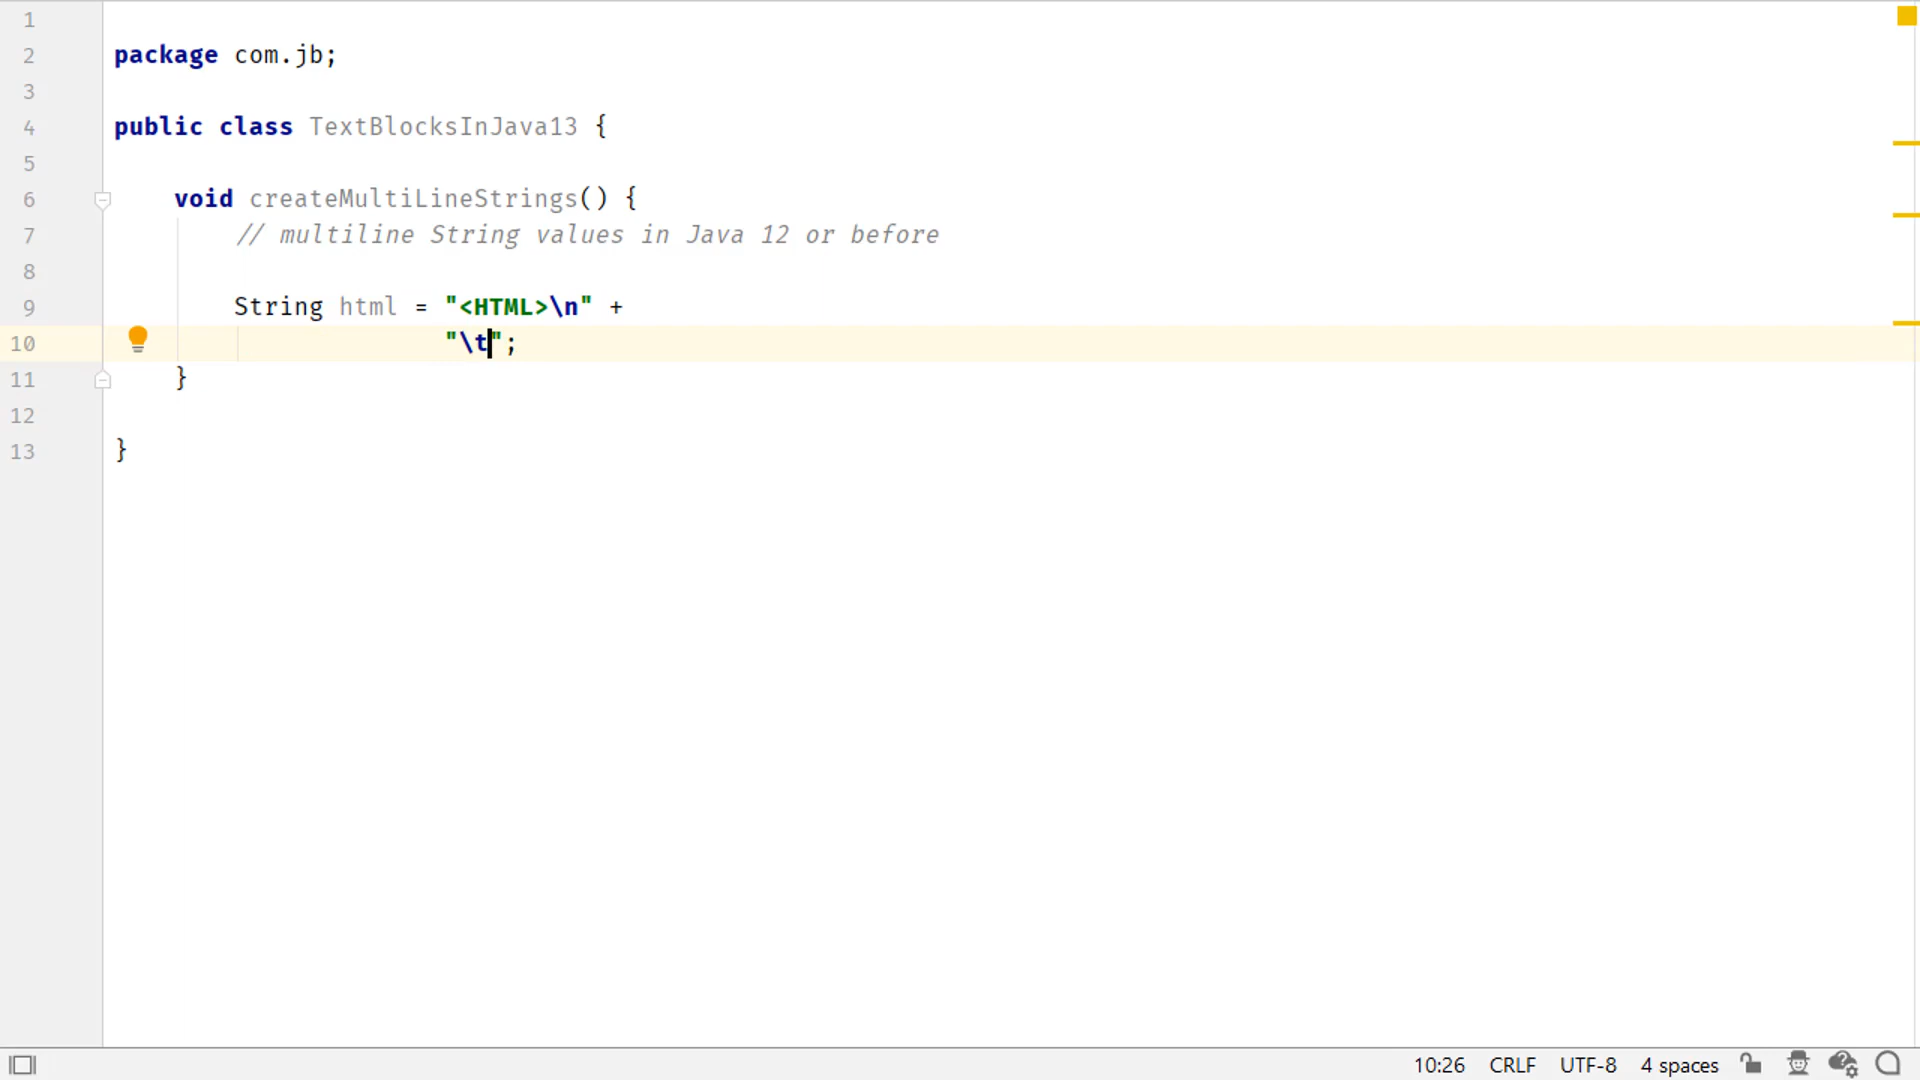 1
2 package com.jb;
3
4 public class TextBlocksInJava13 {
5
6 void createMultiLineStrings() {
7 // multiline String values in Java 12 or before
8
9 String html = "<HTML>\n" +
10 "\t";
11 }
12
13 }
10:26 CRLF UTF-8 4 spaces